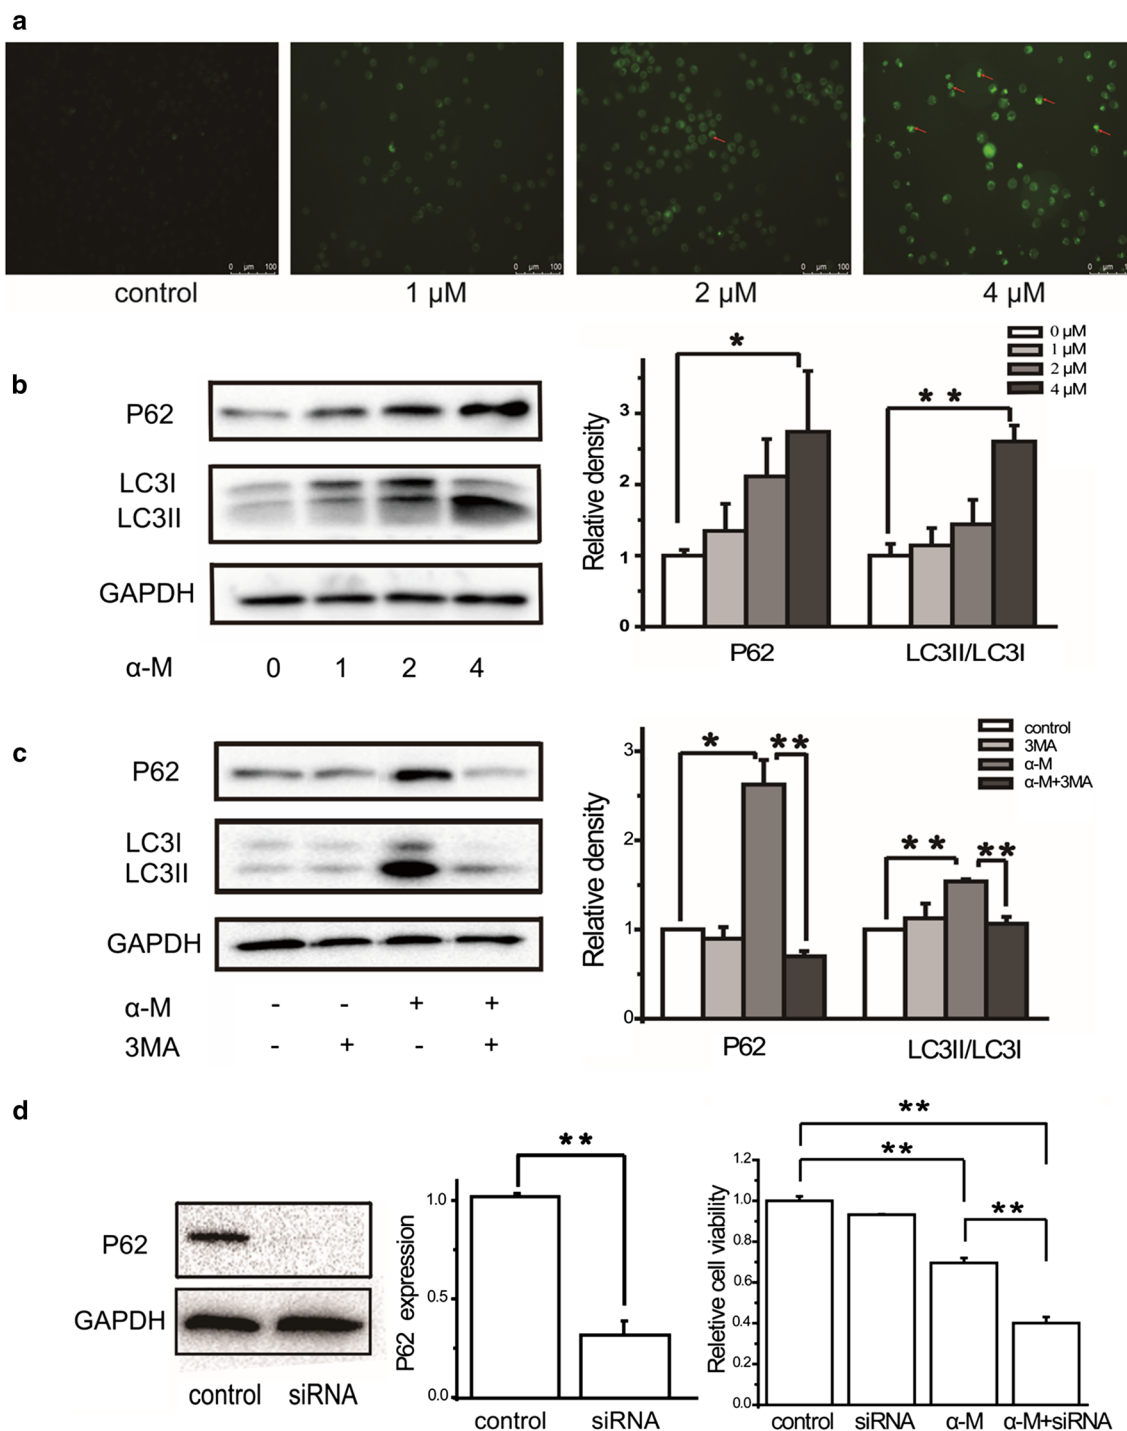 a
0 µm 100
0 µm 100
0 µm 100
0 µm 100
control 1 µM 2 µM 4 µM
b
P62
LC3I
LC3II
GAPDH
α-M 0 1 2 4
*
* *
0 µM
1 µM
2 µM
4 µM
Relative density
3
2
1
0
P62 LC3II/LC3I
c
P62
LC3I
LC3II
GAPDH
α-M - - + +
3MA - + - +
* **
* * **
control
3MA
α-M
α-M+3MA
Relative density
3
2
1
0
P62 LC3II/LC3I
d
P62
GAPDH
control siRNA
**
P62 expression
1.0
0.5
0.0
control siRNA
**
**
**
Reletive cell viability
1.2
1.0
0.8
0.6
0.4
0.2
0.0
control siRNA α-M α-M+siRNA